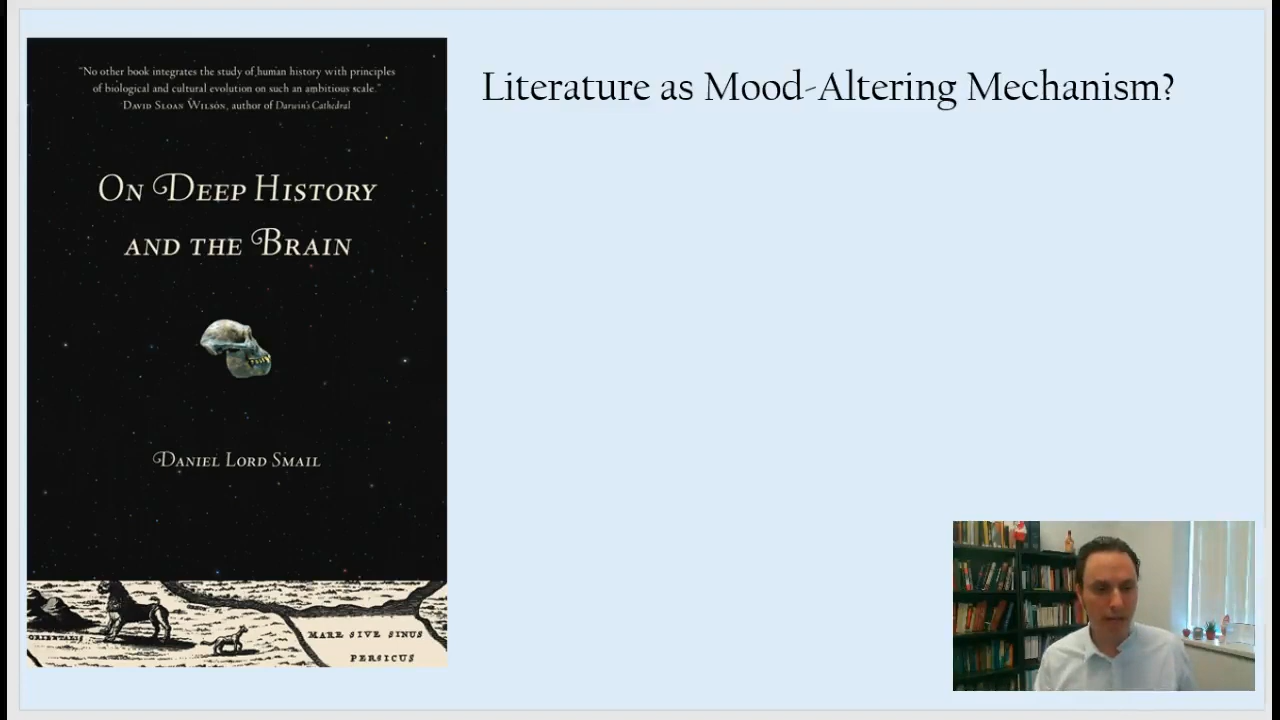 "No other book integrates the study of human history with principles
of biological and cultural evolution on such an ambitious scale."
David Sloan Wilson, author of Darwin's Cathedral
On Deep History
and the Brain
Daniel Lord Smail
ORIENTALIS
MARE SIVE SINUS
PERSICUS
Literature as Mood-Altering Mechanism?